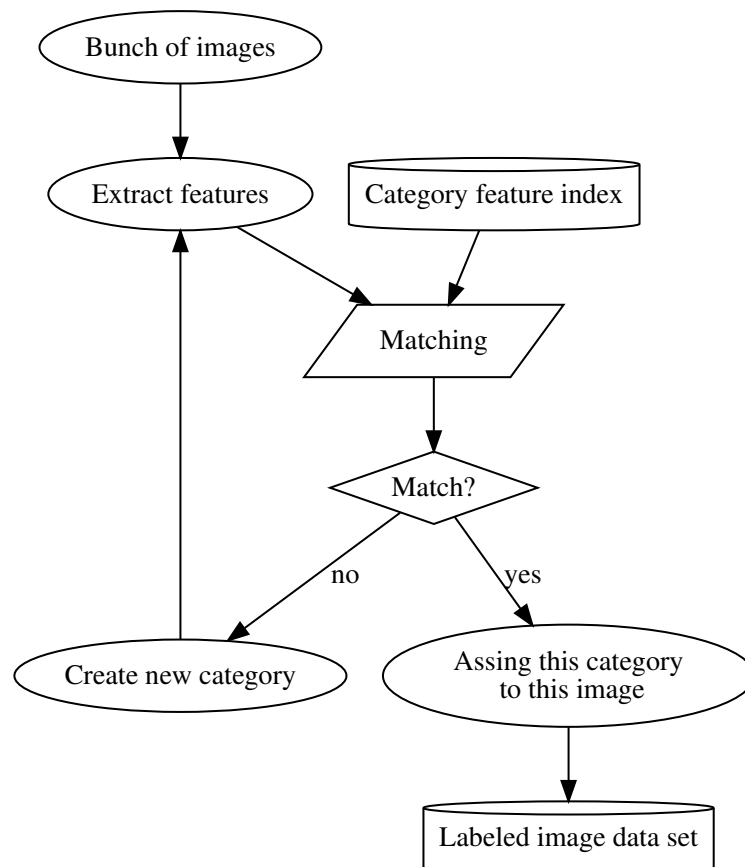 Bunch of images
Extract features
Category feature index
Matching
Match?
no
yes
Create new category
Assing this category
to this image
Labeled image data set